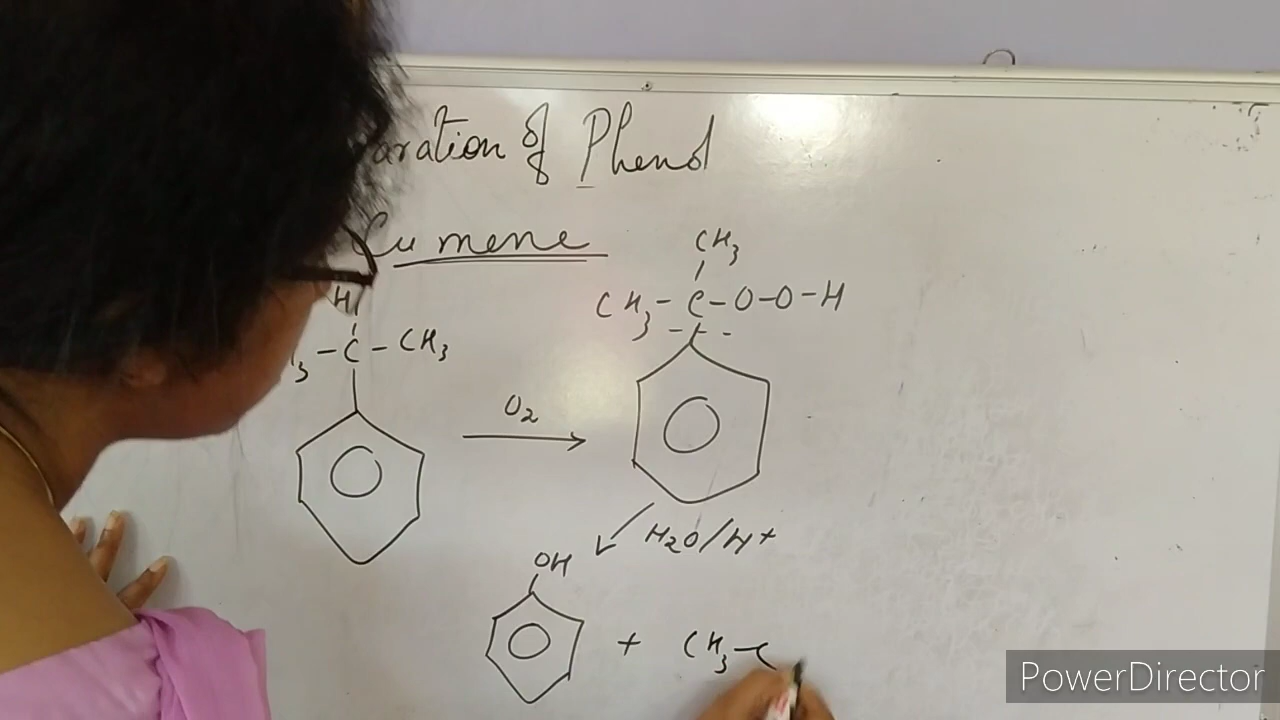 aration of Phenol
Cumene
CH3
CH3-C-O-O-H
H
3-C-CH3
O2
H2O/H+
OH
+ CH3-C
PowerDirector